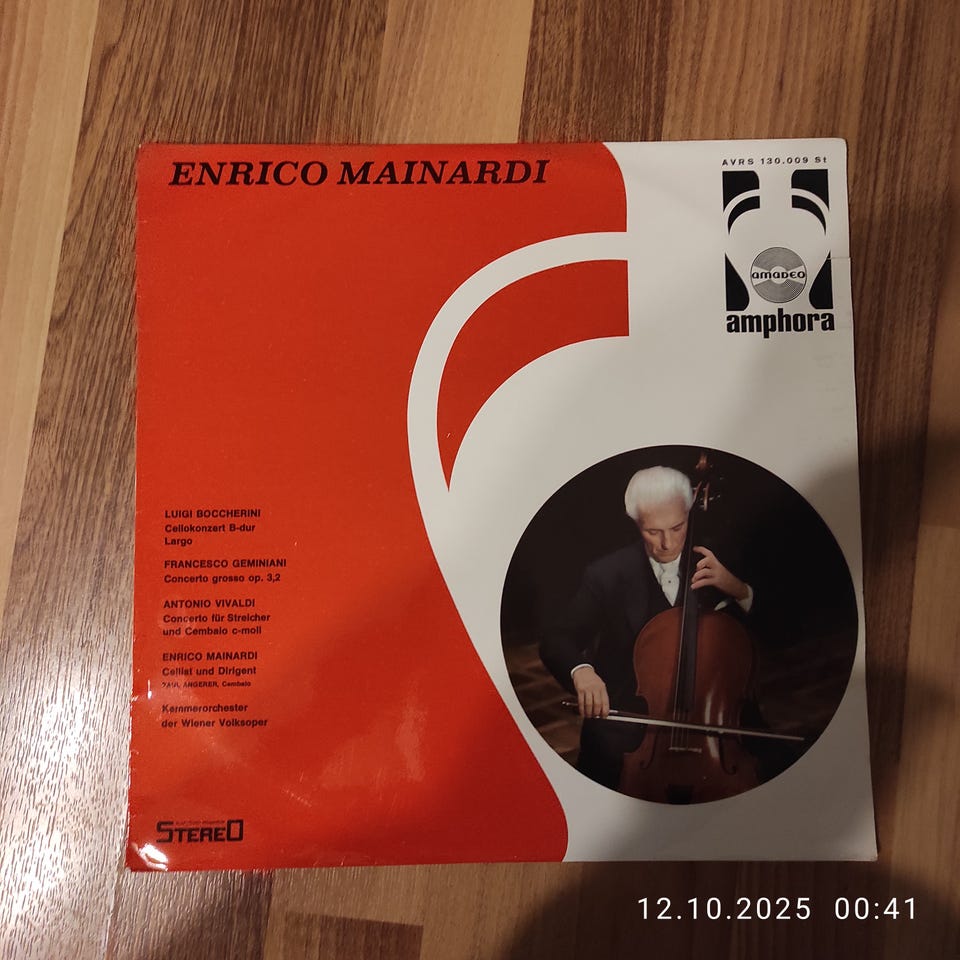 ENRICO MAINARDI
AVRS 130.009 St
AMADEO
amphora
LUIGI BOCCHERINI
Cellokonzert B-dur
Largo
FRANCESCO GEMINIANI
Concerto grosso op. 3,2
ANTONIO VIVALDI
Concerto für Streicher
und Cembalo c-moll
ENRICO MAINARDI
Cellist und Dirigent
PAUL ANGERER, Cembalo
Kammerorchester
der Wiener Volksoper
STEREO
12.10.2025 00:41